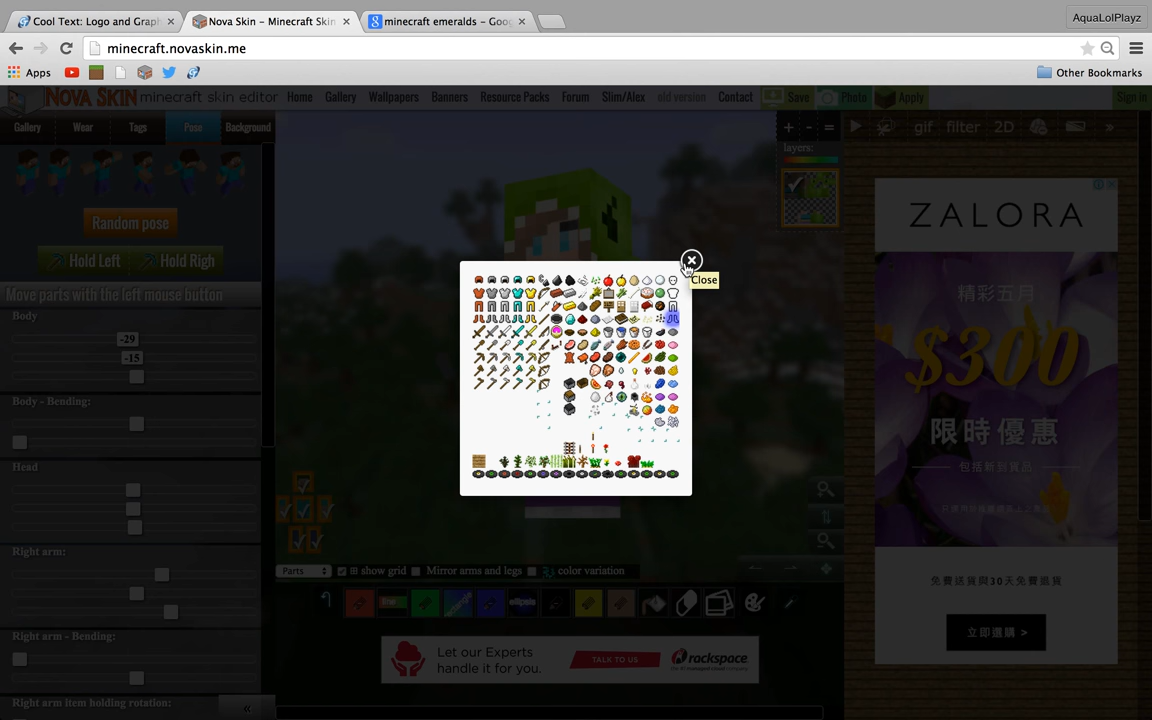 Cool Text: Logo and Graph
Nova Skin - Minecraft Skin
minecraft emeralds - Goog
AquaLolPlayz
minecraft.novaskin.me
Apps
Other Bookmarks
NOVA SKIN minecraft skin editor Home Gallery Wallpapers Banners Resource Packs Forum Slim/Alex old version Contact Save Photo Apply Sign in
Gallery Wear Tags Pose Background
+ - =
gif filter 2D »
layers:
Random pose
Hold Left Hold Righ
Move parts with the left mouse button
Body
-29
-15
Body - Bending:
Head
Right arm:
Right arm - Bending:
Right arm item holding rotation:
«
Close
Parts show grid Mirror arms and legs color variation
Let our Experts
handle it for you.
TALK TO US
rackspace
ZALORA
精彩五月
$300
限時優惠
包括新到貨品
免費送貨與30天免費退貨
立即選購 >